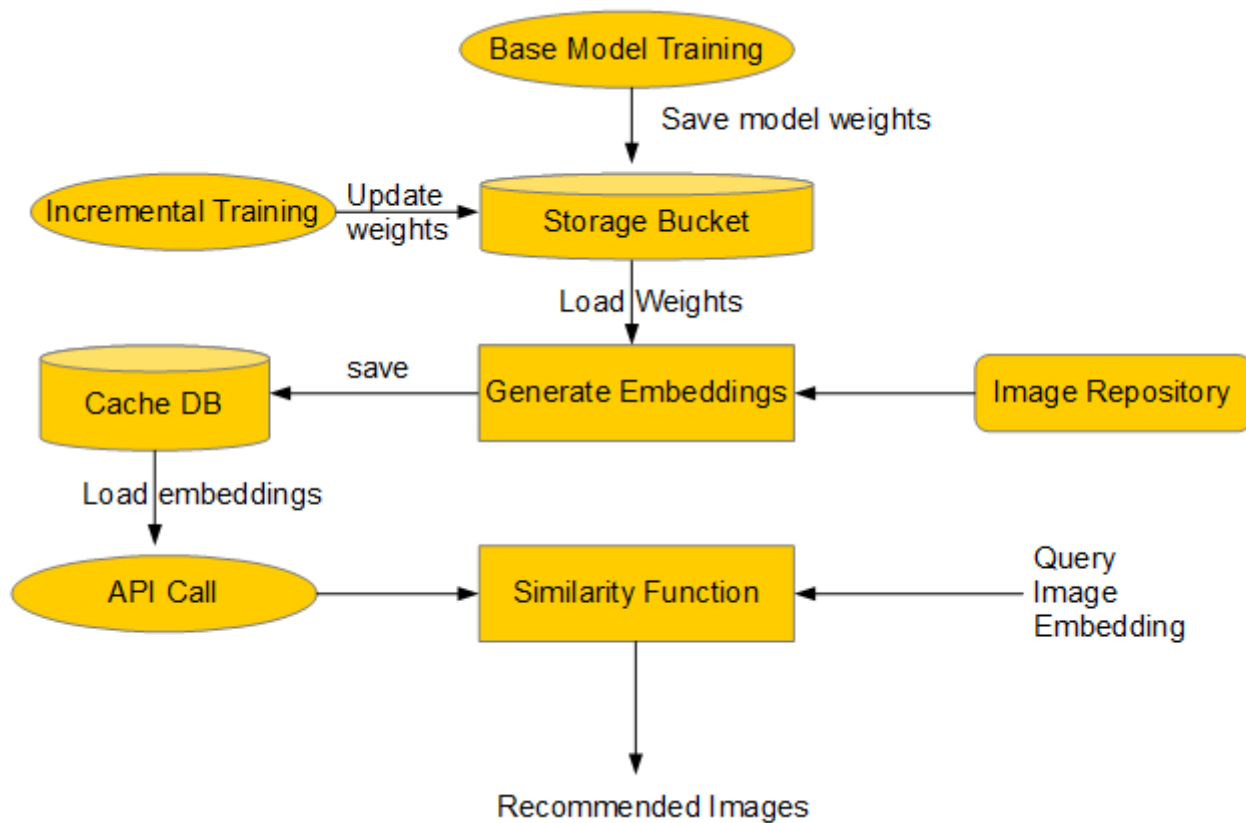 Base Model Training
Save model weights
Incremental Training
Update
weights
Storage Bucket
Load Weights
Cache DB
save
Generate Embeddings
Image Repository
Load embeddings
API Call
Similarity Function
Query
Image
Embedding
Recommended Images